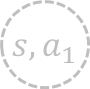 s, a₁